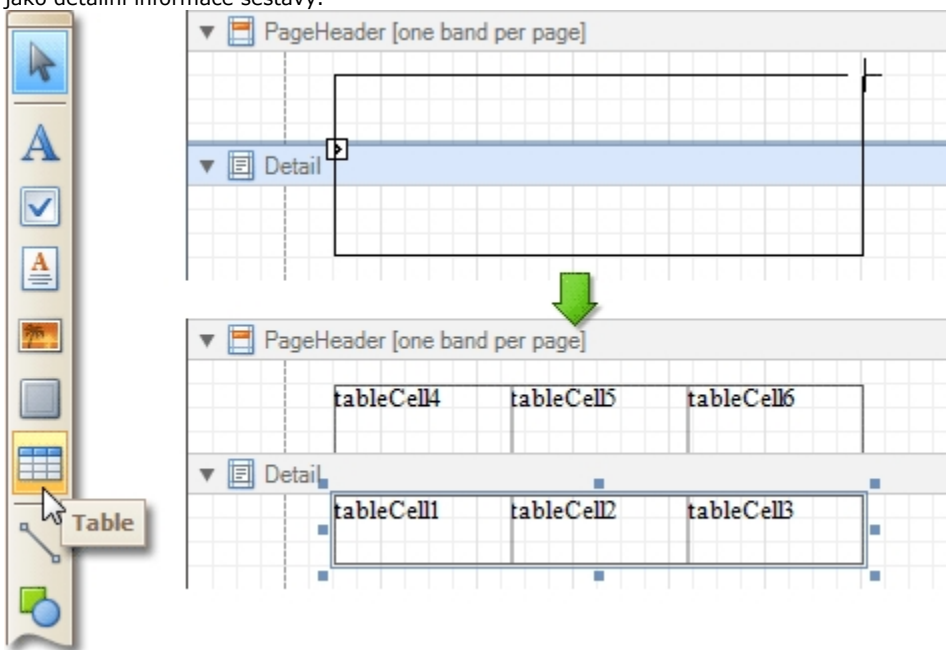 jako detailní informace sestavy.
PageHeader [one band per page]
Detail
PageHeader [one band per page]
tableCell4 tableCell5 tableCell6
Detail
tableCell1 tableCell2 tableCell3
Table